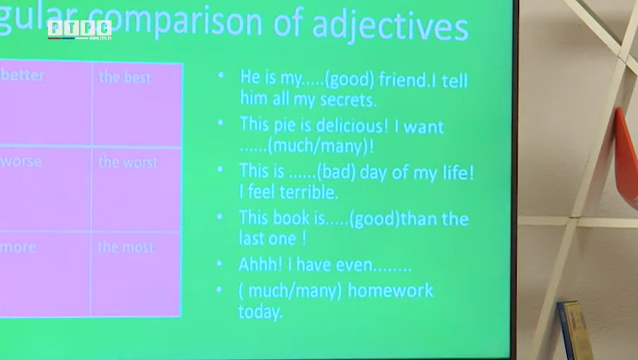 gular comparison of adjectives
better the best
worse the worst
more the most
• He is my.....(good) friend.I tell
him all my secrets.
• This pie is delicious! I want
......(much/many)!
• This is ......(bad) day of my life!
I feel terrible.
• This book is.....(good)than the
last one !
• Ahhh! I have even........
• ( much/many) homework
today.